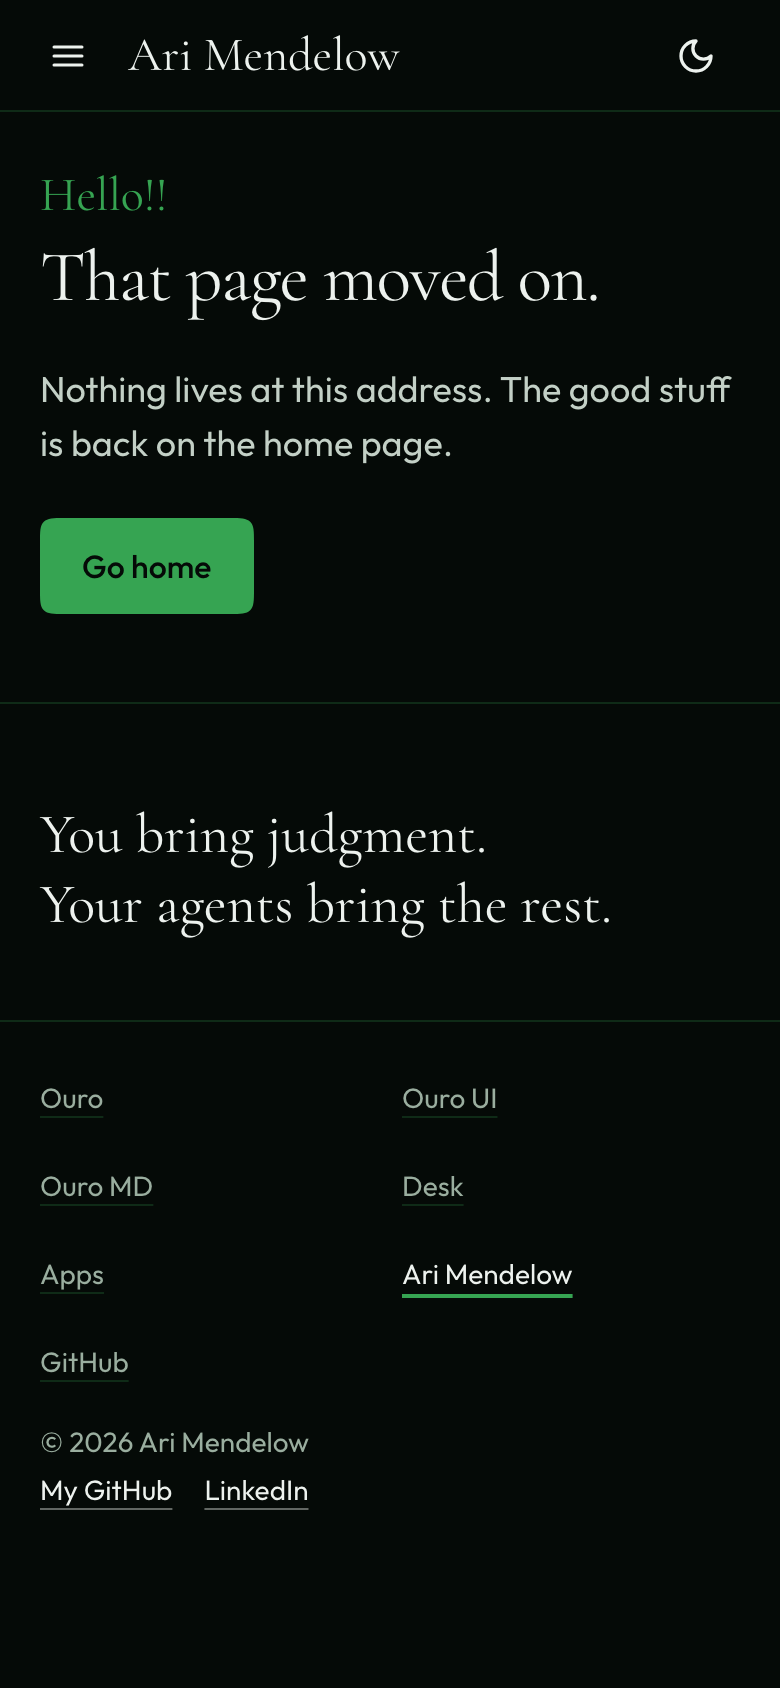 Ari Mendelow
Hello!!
That page moved on.
Nothing lives at this address. The good stuff
is back on the home page.
Go home
You bring judgment.
Your agents bring the rest.
Ouro
Ouro UI
Ouro MD
Desk
Apps
Ari Mendelow
GitHub
© 2026 Ari Mendelow
My GitHub LinkedIn